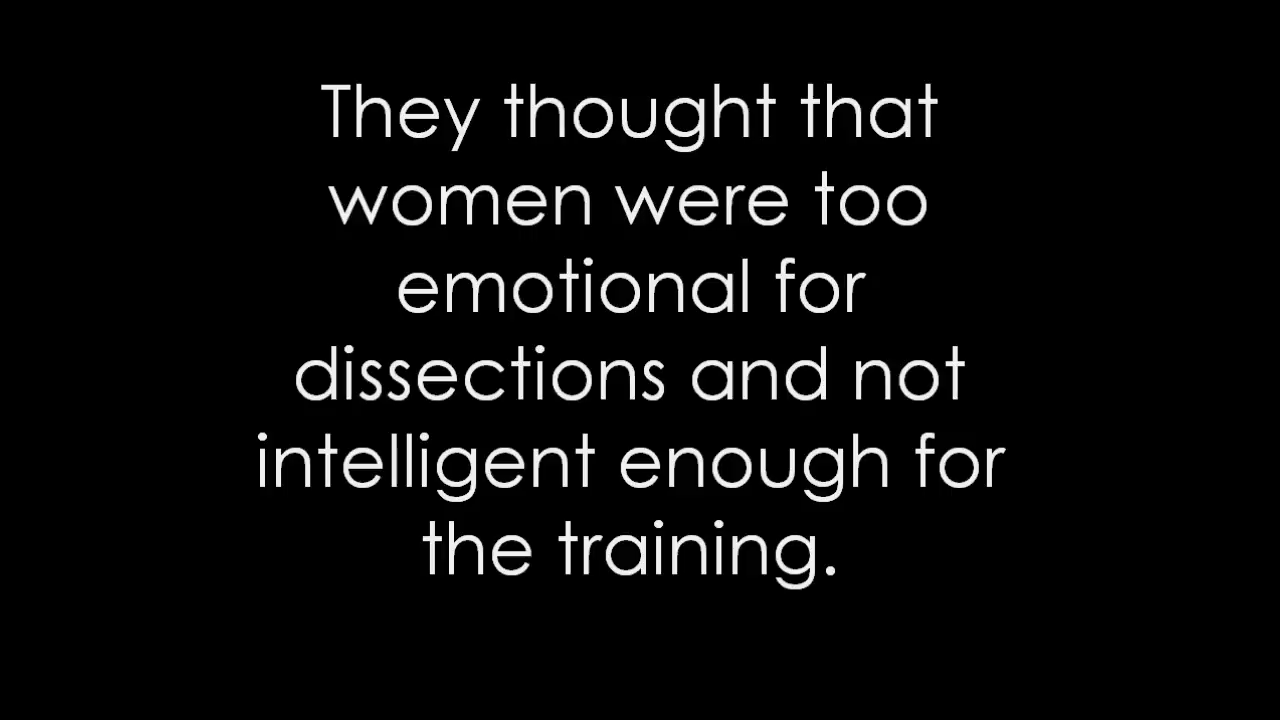 They thought that
women were too
emotional for
dissections and not
intelligent enough for
the training.